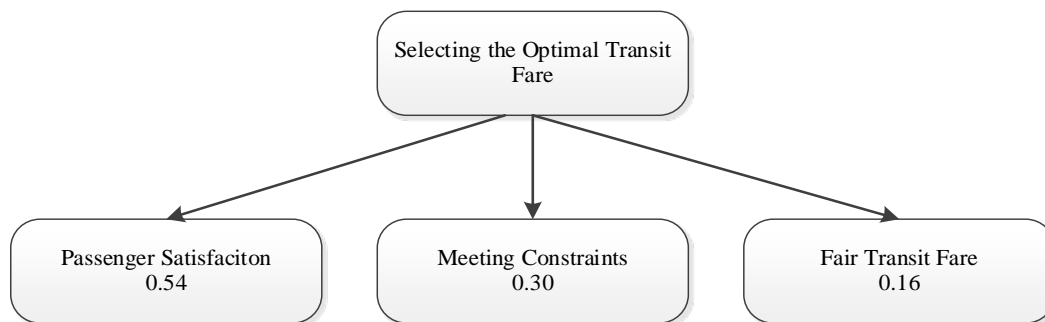 Selecting the Optimal Transit
Fare
Passenger Satisfaciton
0.54
Meeting Constraints
0.30
Fair Transit Fare
0.16